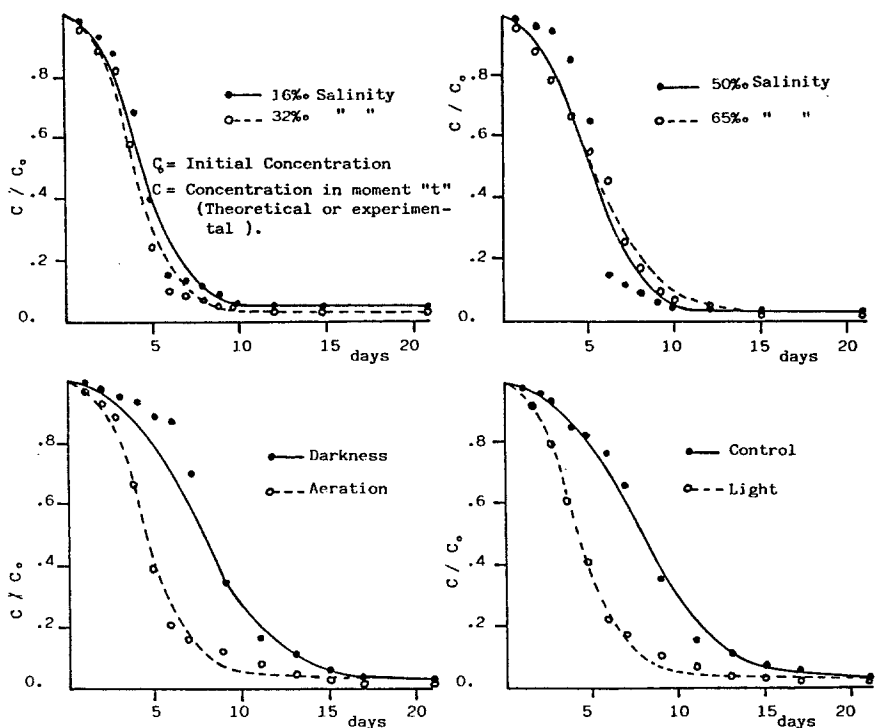 .8
.6
.4
.2
0.
C / C₀
16‰ Salinity
32‰ " "
C₀= Initial Concentration
C = Concentration in moment "t"
(Theoretical or experimen-
tal ).
5 10 15 20
days
.8
.6
.4
.2
0.
C / C₀
50‰ Salinity
65‰ " "
5 10 15 20
days
.8
.6
.4
.2
0.
C / C₀
Darkness
Aeration
5 10 15 20
days
.8
.6
.4
.2
0.
C / C₀
Control
Light
5 10 15 20
days